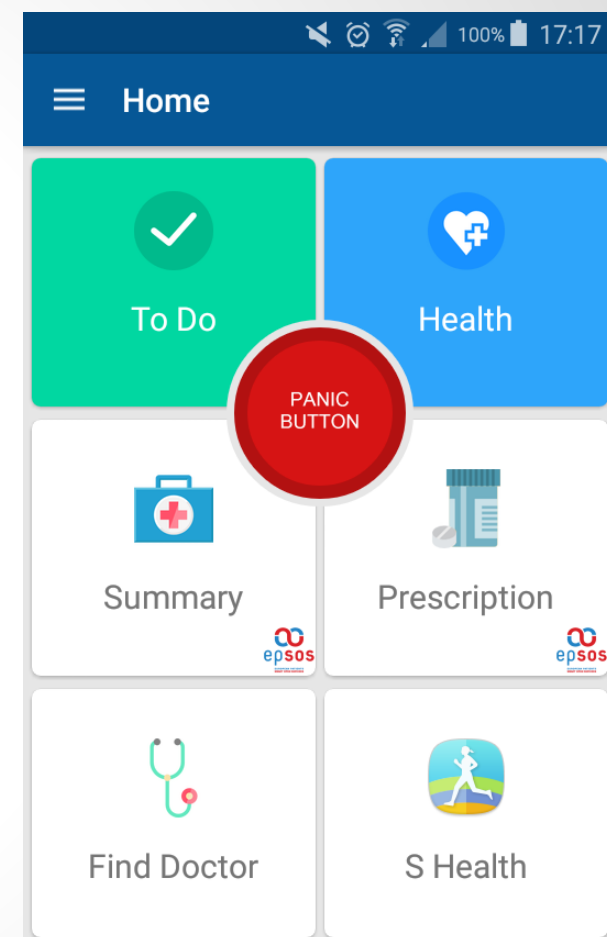 100% 17:17
Home
To Do
Health
PANIC
BUTTON
Summary
Prescription
epsos
epsos
Find Doctor
S Health